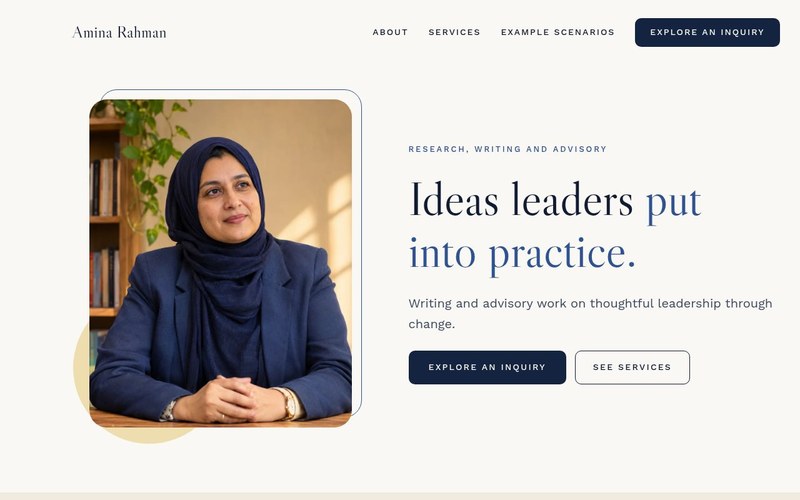 Amina Rahman
ABOUT
SERVICES
EXAMPLE SCENARIOS
EXPLORE AN INQUIRY
RESEARCH, WRITING AND ADVISORY
Ideas leaders put
into practice.
Writing and advisory work on thoughtful leadership through
change.
EXPLORE AN INQUIRY
SEE SERVICES